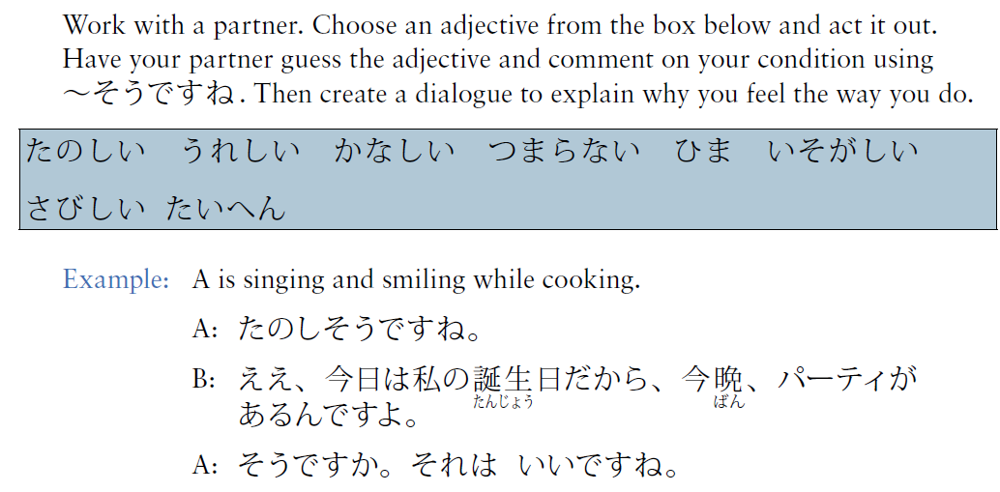 Work with a partner. Choose an adjective from the box below and act it out.
Have your partner guess the adjective and comment on your condition using
〜そうですね. Then create a dialogue to explain why you feel the way you do.
たのしい うれしい かなしい つまらない ひま いそがしい
さびしい たいへん
Example: A is singing and smiling while cooking.
A: たのしそうですね。
B: ええ、今日は私の誕生日だから、今晩、パーティが
たんじょう ばん
あるんですよ。
A: そうですか。それは いいですね。